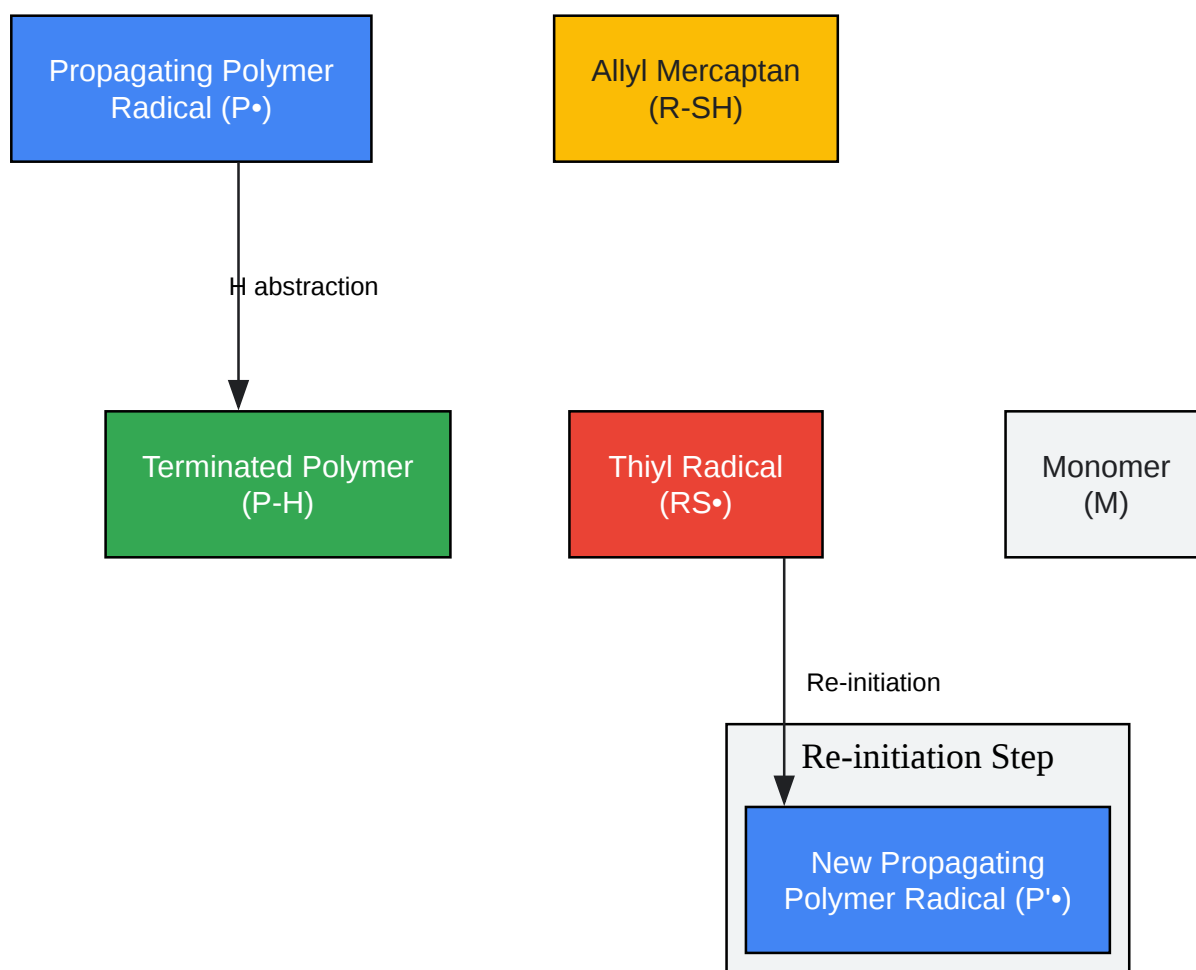 Propagating Polymer
Radical (P•)
Allyl Mercaptan
(R-SH)
H abstraction
Terminated Polymer
(P-H)
Thiyl Radical
(RS•)
Monomer
(M)
Re-initiation
Re-initiation Step
New Propagating
Polymer Radical (P'•)